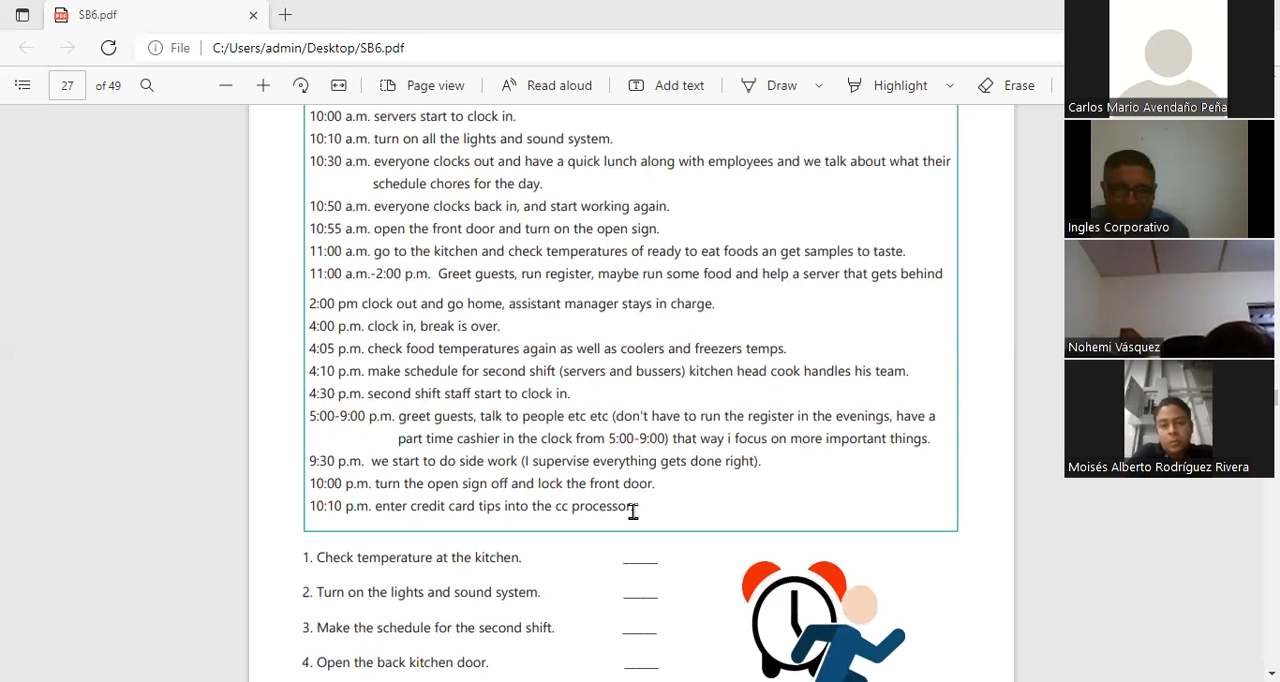 SB6.pdf
File
C:/Users/admin/Desktop/SB6.pdf
27
of 49
Page view
Read aloud
Add text
Draw
Highlight
Erase
10:00 a.m. servers start to clock in.
10:10 a.m. turn on all the lights and sound system.
10:30 a.m. everyone clocks out and have a quick lunch along with employees and we talk about what their
schedule chores for the day.
10:50 a.m. everyone clocks back in, and start working again.
10:55 a.m. open the front door and turn on the open sign.
11:00 a.m. go to the kitchen and check temperatures of ready to eat foods an get samples to taste.
11:00 a.m.-2:00 p.m. Greet guests, run register, maybe run some food and help a server that gets behind
2:00 pm clock out and go home, assistant manager stays in charge.
4:00 p.m. clock in, break is over.
4:05 p.m. check food temperatures again as well as coolers and freezers temps.
4:10 p.m. make schedule for second shift (servers and bussers) kitchen head cook handles his team.
4:30 p.m. second shift staff start to clock in.
5:00-9:00 p.m. greet guests, talk to people etc etc (don't have to run the register in the evenings, have a
part time cashier in the clock from 5:00-9:00) that way i focus on more important things.
9:30 p.m. we start to do side work (I supervise everything gets done right).
10:00 p.m. turn the open sign off and lock the front door.
10:10 p.m. enter credit card tips into the cc processor
1. Check temperature at the kitchen. _____
2. Turn on the lights and sound system. _____
3. Make the schedule for the second shift. _____
4. Open the back kitchen door. _____
Carlos Mario Avendaño Peña
Ingles Corporativo
Nohemi Vásquez
Moisés Alberto Rodríguez Rivera